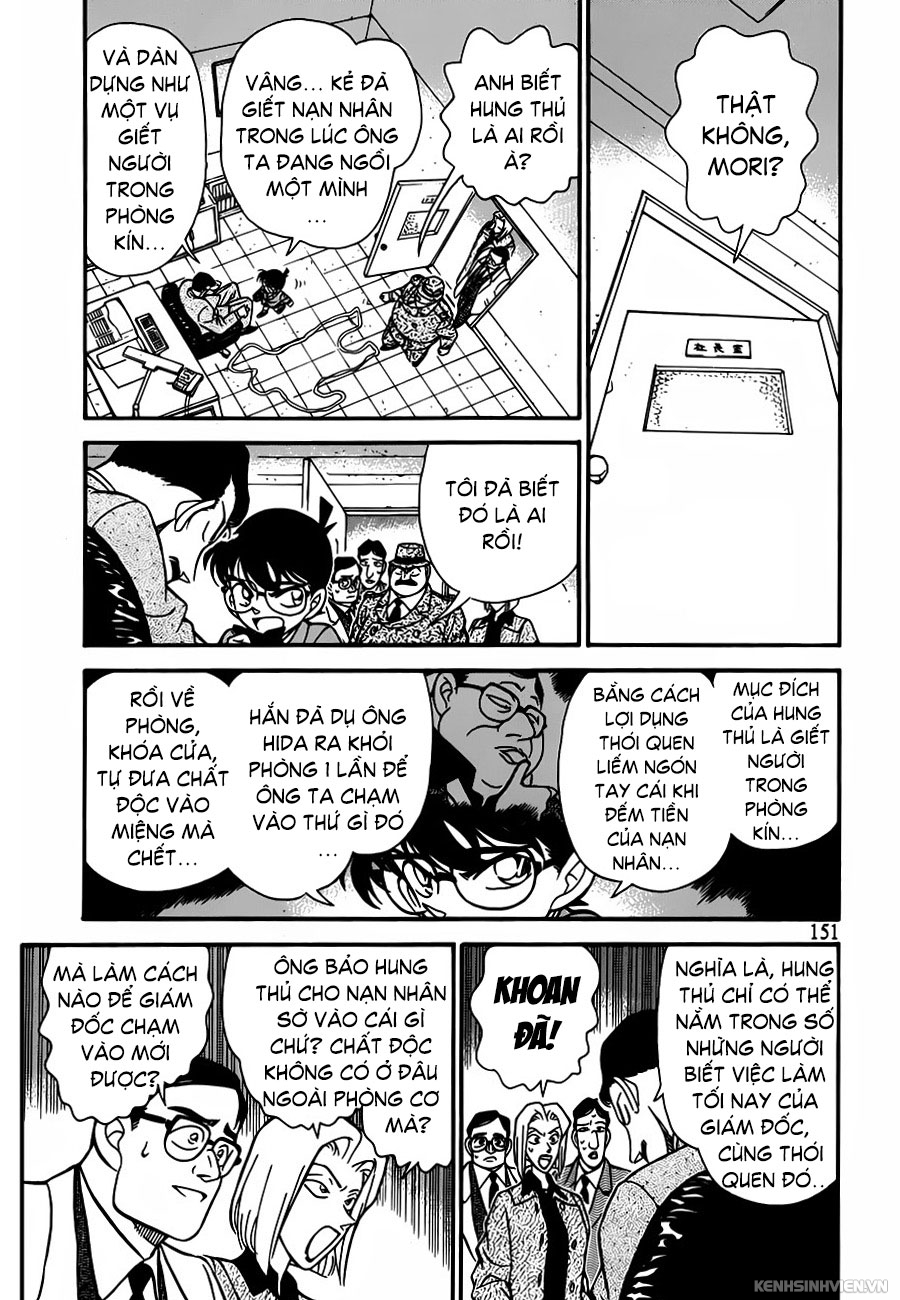 THẬT
KHÔNG,
MORI?
社長室
ANH BIẾT
HUNG THỦ
LÀ AI RỒI
À?
VÂNG... KẺ ĐÃ
GIẾT NẠN NHÂN
TRONG LÚC ÔNG
TA ĐANG NGỒI
MỘT MÌNH
...
VÀ DÀN
DỰNG NHƯ
MỘT VỤ
GIẾT
NGƯỜI
TRONG
PHÒNG
KÍN...
TÔI ĐÃ BIẾT
ĐÓ LÀ AI
RỒI!
MỤC ĐÍCH
CỦA HUNG
THỦ LÀ GIẾT
NGƯỜI
TRONG
PHÒNG
KÍN...
BẰNG CÁCH
LỢI DỤNG
THÓI QUEN
LIẾM NGÓN
TAY CÁI KHI
ĐẾM TIỀN
CỦA NẠN
NHÂN...
HẮN ĐÃ DỤ ÔNG
HIDA RA KHỎI
PHÒNG 1 LẦN ĐỂ
ÔNG TA CHẠM
VÀO THỨ GÌ ĐÓ
...
RỒI VỀ
PHÒNG,
KHÓA CỬA,
TỰ ĐƯA CHẤT
ĐỘC VÀO
MIỆNG MÀ
CHẾT...
151
NGHĨA LÀ, HUNG
THỦ CHỈ CÓ THỂ
NẰM TRONG SỐ
NHỮNG NGƯỜI
BIẾT VIỆC LÀM
TỐI NAY CỦA
GIÁM ĐỐC,
CÙNG THÓI
QUEN ĐÓ..
KHOAN
ĐÃ!
ÔNG BẢO HUNG
THỦ CHO NẠN NHÂN
SỜ VÀO CÁI GÌ
CHỨ? CHẤT ĐỘC
KHÔNG CÓ Ở ĐÂU
NGOÀI PHÒNG CƠ
MÀ?
MÀ LÀM CÁCH
NÀO ĐỂ GIÁM
ĐỐC CHẠM
VÀO MỚI
ĐƯỢC?
KENHSINHVIEN.VN